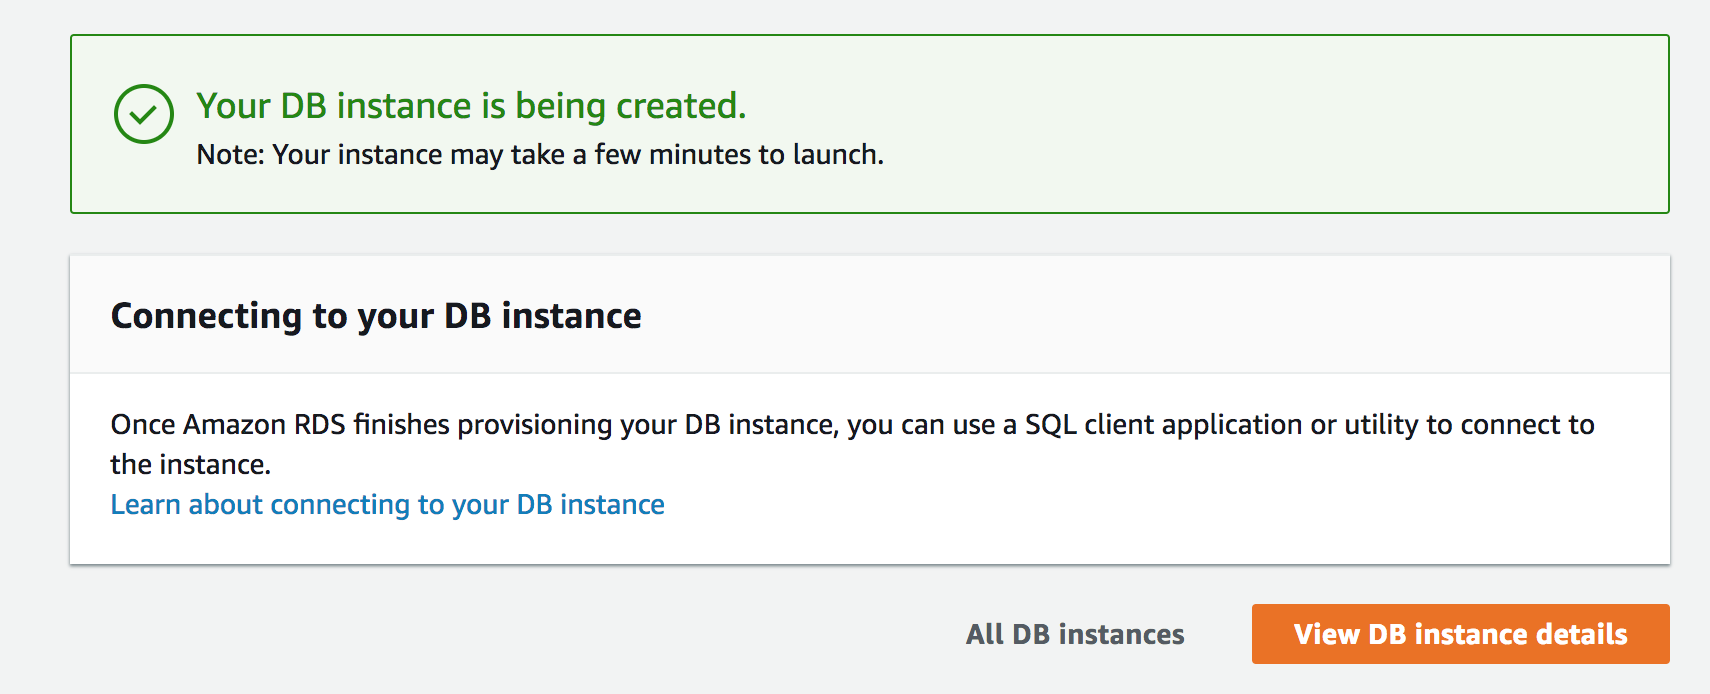 Your DB instance is being created.
Note: Your instance may take a few minutes to launch.
Connecting to your DB instance
Once Amazon RDS finishes provisioning your DB instance, you can use a SQL client application or utility to connect to
the instance.
Learn about connecting to your DB instance
All DB instances
View DB instance details